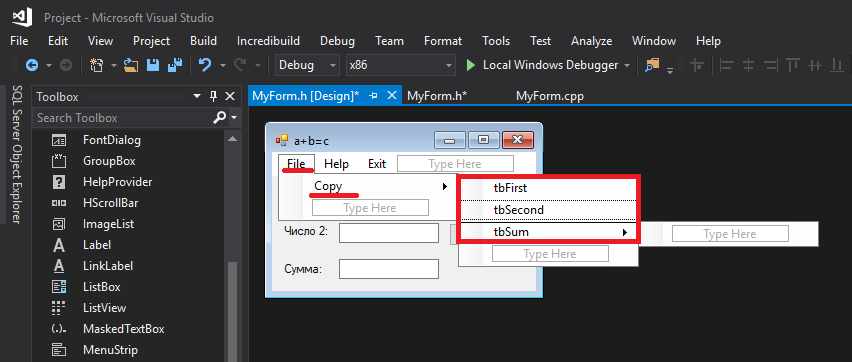 Project - Microsoft Visual Studio
File Edit View Project Build Incredibuild Debug Team Format Tools Test Analyze Window Help
Debug x86 Local Windows Debugger
SQL Server Object Explorer
Toolbox
Search Toolbox
FontDialog
GroupBox
HelpProvider
HScrollBar
ImageList
Label
LinkLabel
ListBox
ListView
MaskedTextBox
MenuStrip
MyForm.h [Design]* MyForm.h* MyForm.cpp
a+b=c
File Help Exit Type Here
Copy
Type Here
tbFirst
tbSecond
tbSum
Type Here
Type Here
Число 2:
Сумма: